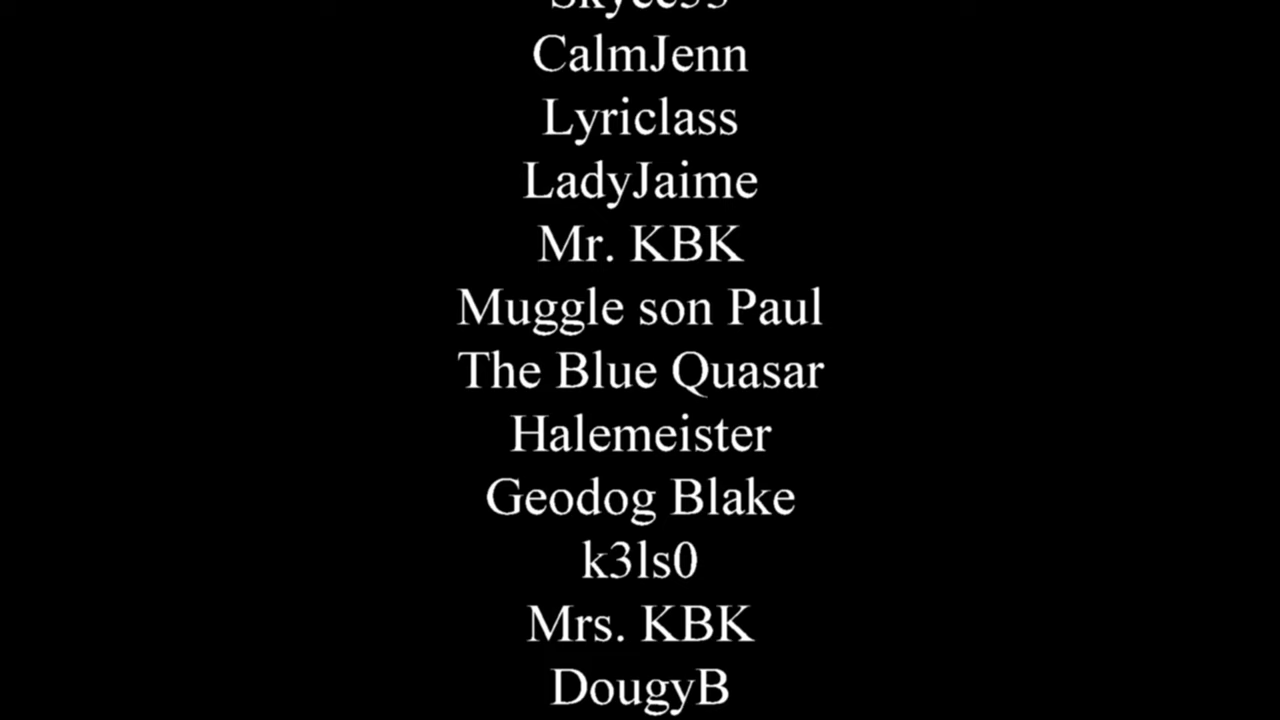 CalmJenn
Lyriclass
LadyJaime
Mr. KBK
Muggle son Paul
The Blue Quasar
Halemeister
Geodog Blake
k3ls0
Mrs. KBK
DougyB